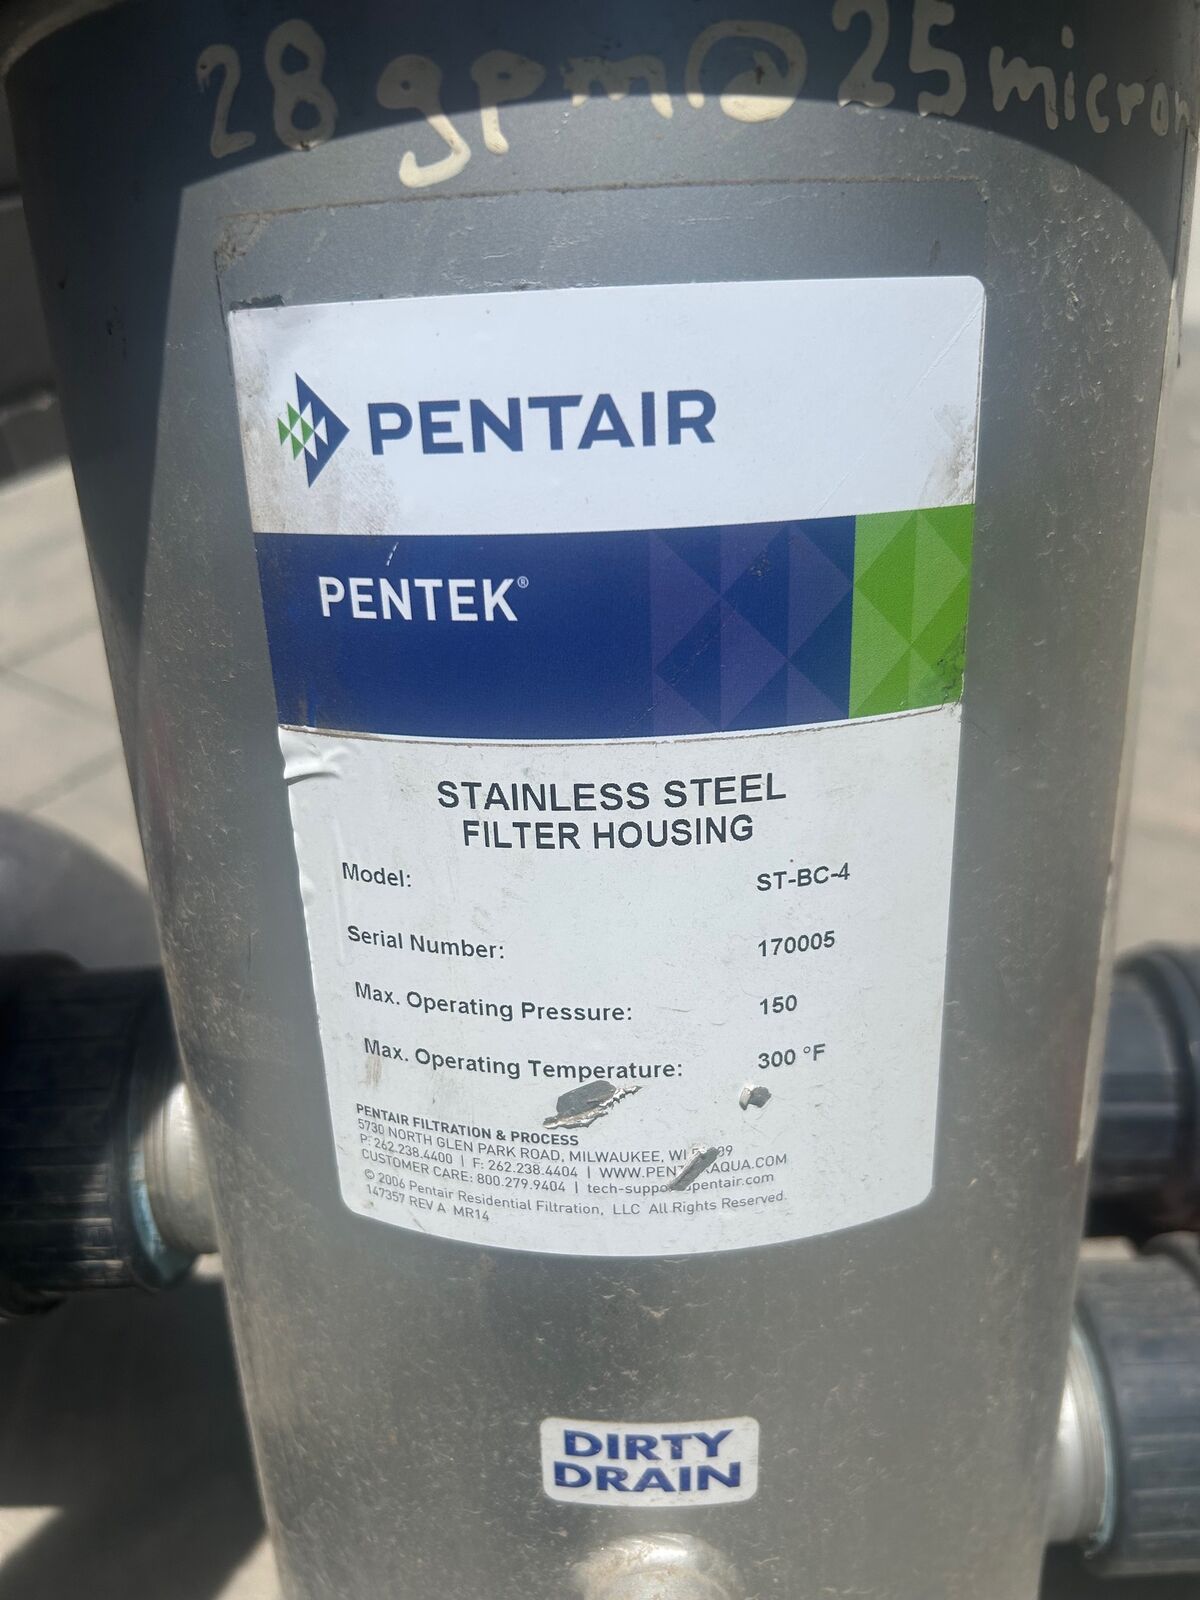 28 gpm @ 25 micron
PENTAIR
PENTEK®
STAINLESS STEEL
FILTER HOUSING
Model: ST-BC-4
Serial Number: 170005
Max. Operating Pressure: 150
Max. Operating Temperature: 300 °F
PENTAIR FILTRATION & PROCESS
5730 NORTH GLEN PARK ROAD, MILWAUKEE, WI
P: 262.238.4400 | F: 262.238.4404 |
CUSTOMER CARE: 800.279.9404 |
© 2006 Pentair Residential Filtration, LLC All Rights Reserved.
147357 REV A MR14
DIRTY
DRAIN